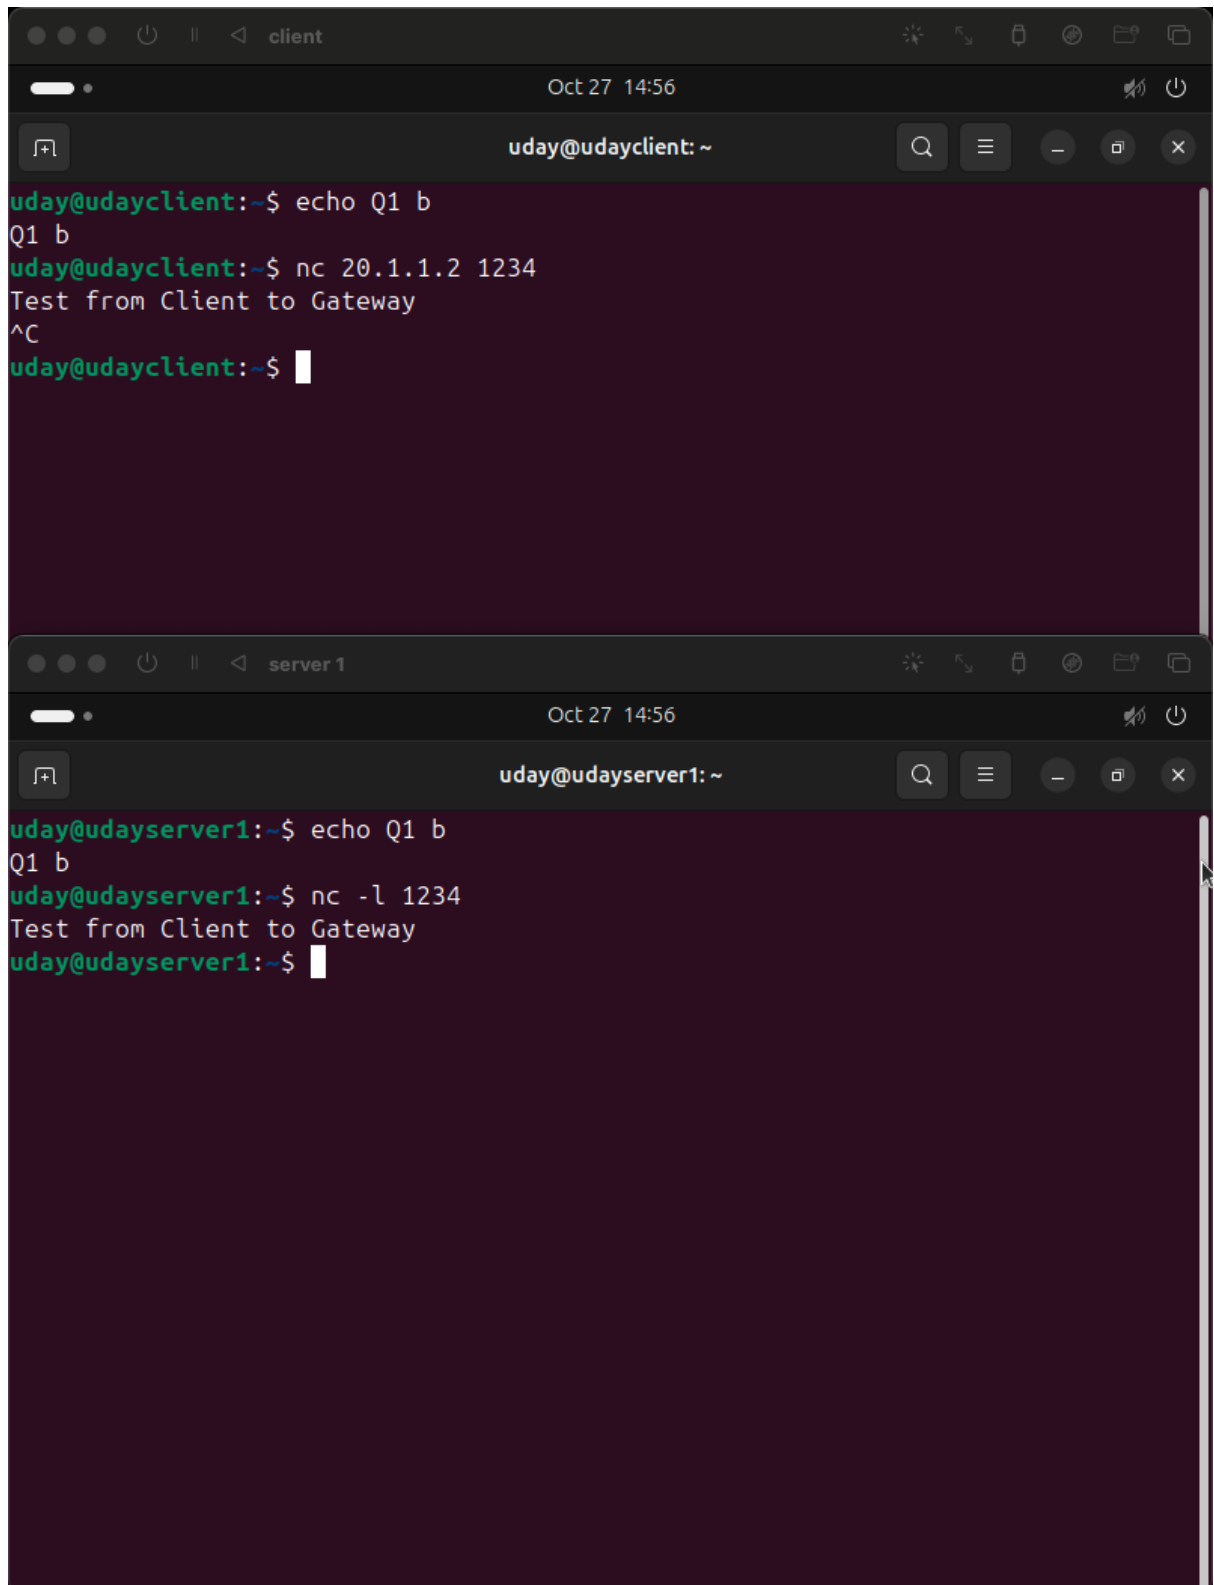 client
Oct 27 14:56
uday@udayclient: ~
uday@udayclient:~$ echo Q1 b
Q1 b
uday@udayclient:~$ nc 20.1.1.2 1234
Test from Client to Gateway
^C
uday@udayclient:~$
server 1
Oct 27 14:56
uday@udayserver1: ~
uday@udayserver1:~$ echo Q1 b
Q1 b
uday@udayserver1:~$ nc -l 1234
Test from Client to Gateway
uday@udayserver1:~$